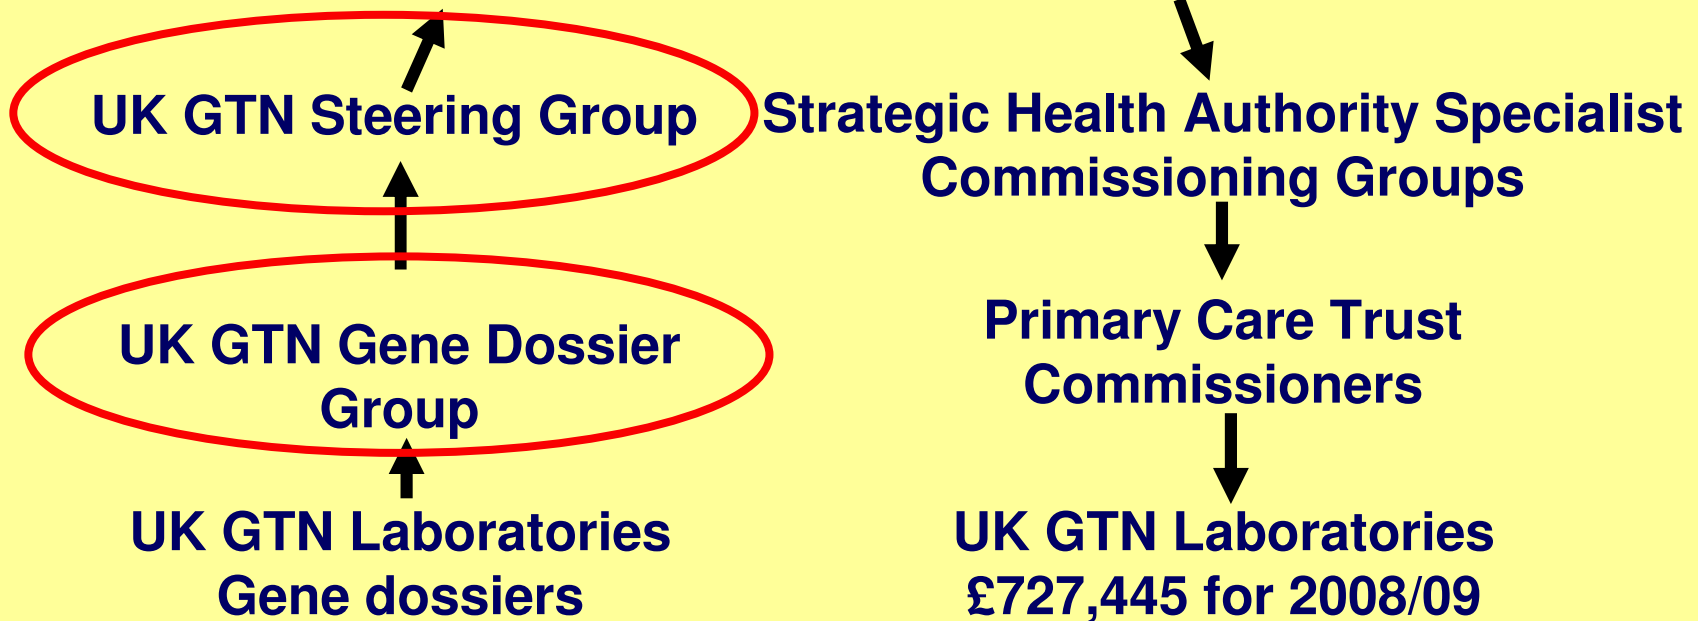 UK GTN Steering Group
Strategic Health Authority Specialist
Commissioning Groups
UK GTN Gene Dossier
Group
Primary Care Trust
Commissioners
UK GTN Laboratories
Gene dossiers
UK GTN Laboratories
£727,445 for 2008/09